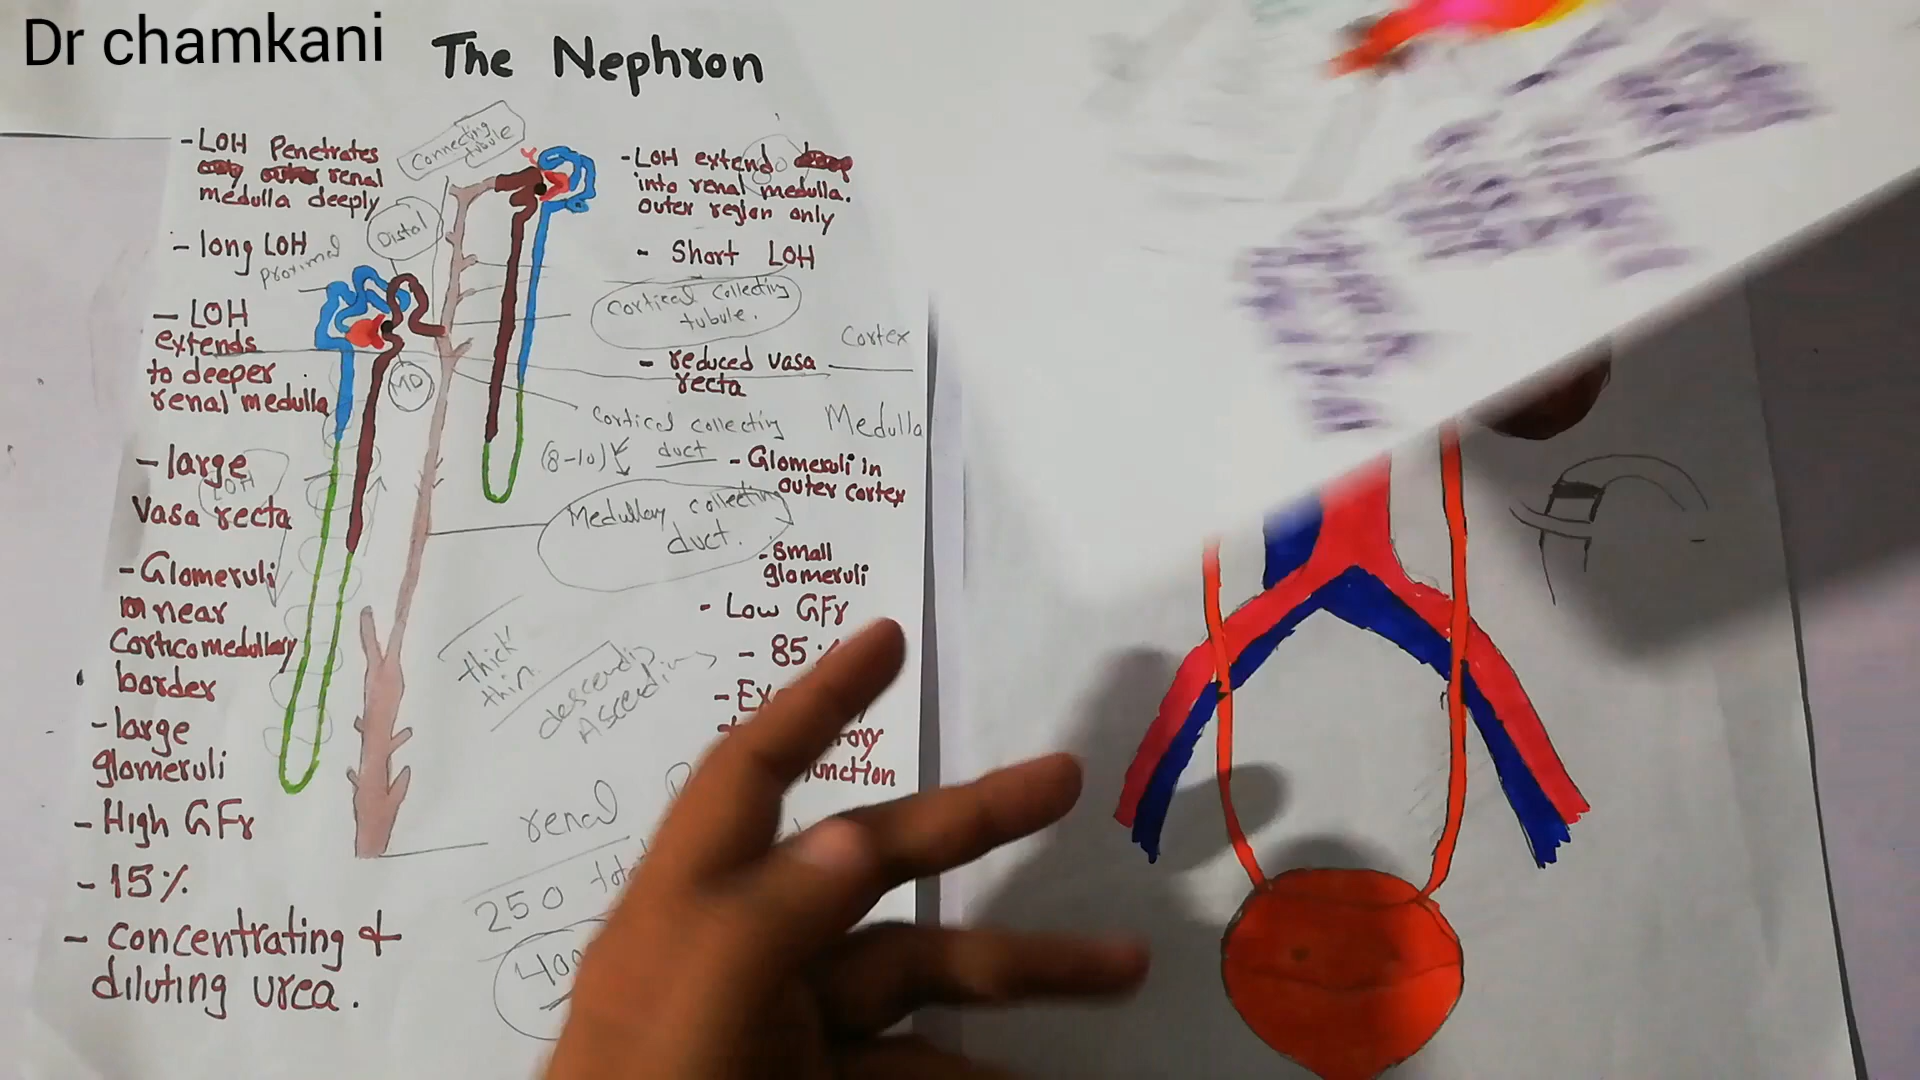 Dr chamkani
The Nephron
- LOH Penetrates
renal
medulla deeply
- long LOH
- LOH
extends
to deeper
renal medulla
- large
Vasa recta
- Glomeruli
near
Corticomedullary
border
- large
glomeruli
- High GFr
- 15%
- concentrating &
diluting urea.
Connecting
tubule
Distal
Proximal
MD
LOH
- LOH extend
into renal medulla.
outer region only
- Short LOH
Cortical collecting
tubule.
Cortex
- reduced vasa
recta
Cortical collecting
duct
(8-10)
Medulla
- Glomeruli in
outer cortex
Medullary collecting
duct.
- small
glomeruli
- Low GFr
- 85
thick
thin
descending
Ascending
unction
renal
250